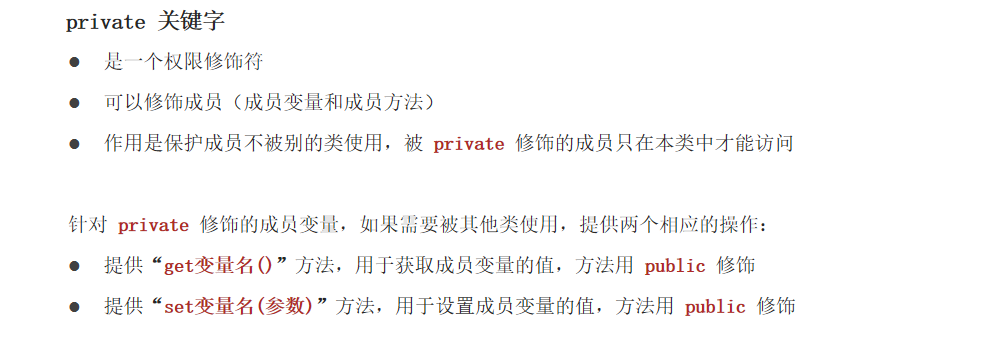 private 关键字
● 是一个权限修饰符
● 可以修饰成员（成员变量和成员方法）
● 作用是保护成员不被别的类使用，被 private 修饰的成员只在本类中才能访问
针对 private 修饰的成员变量，如果需要被其他类使用，提供两个相应的操作：
● 提供“get变量名()”方法，用于获取成员变量的值，方法用 public 修饰
● 提供“set变量名(参数)”方法，用于设置成员变量的值，方法用 public 修饰